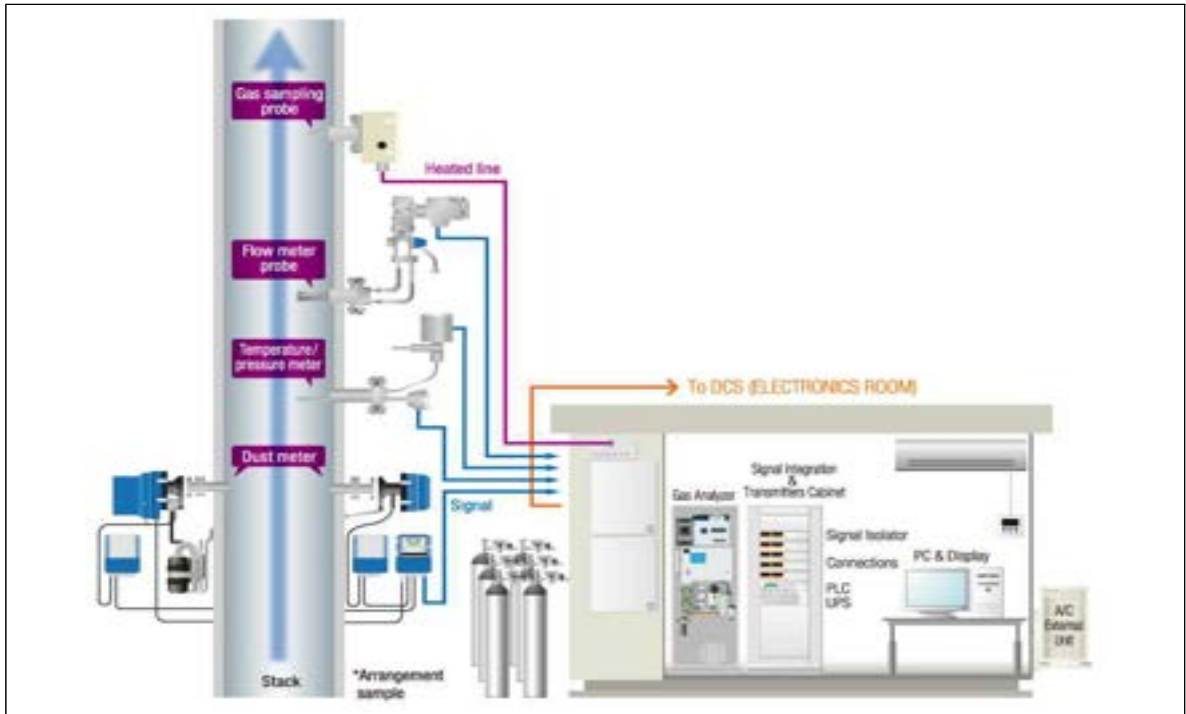 Gas sampling
probe
Heated line
Flow meter
probe
Temperature/
pressure meter
To DCS (ELECTRONICS ROOM)
Dust meter
Signal
Signal Integrator
&
Transmitters Cabinet
Gas Analyzer
Signal Isolator
Connections
PC & Display
PLC
UPS
A/C
External
Unit
Stack
*Arrangement
sample